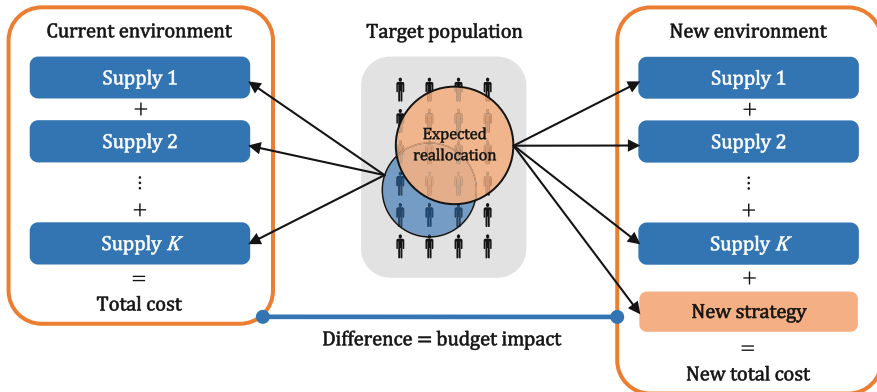 Current environment
Supply 1
+
Supply 2
⋮
+
Supply K
=
Total cost
Target population
Expected
reallocation
Difference = budget impact
New environment
Supply 1
+
Supply 2
⋮
+
Supply K
+
New strategy
=
New total cost